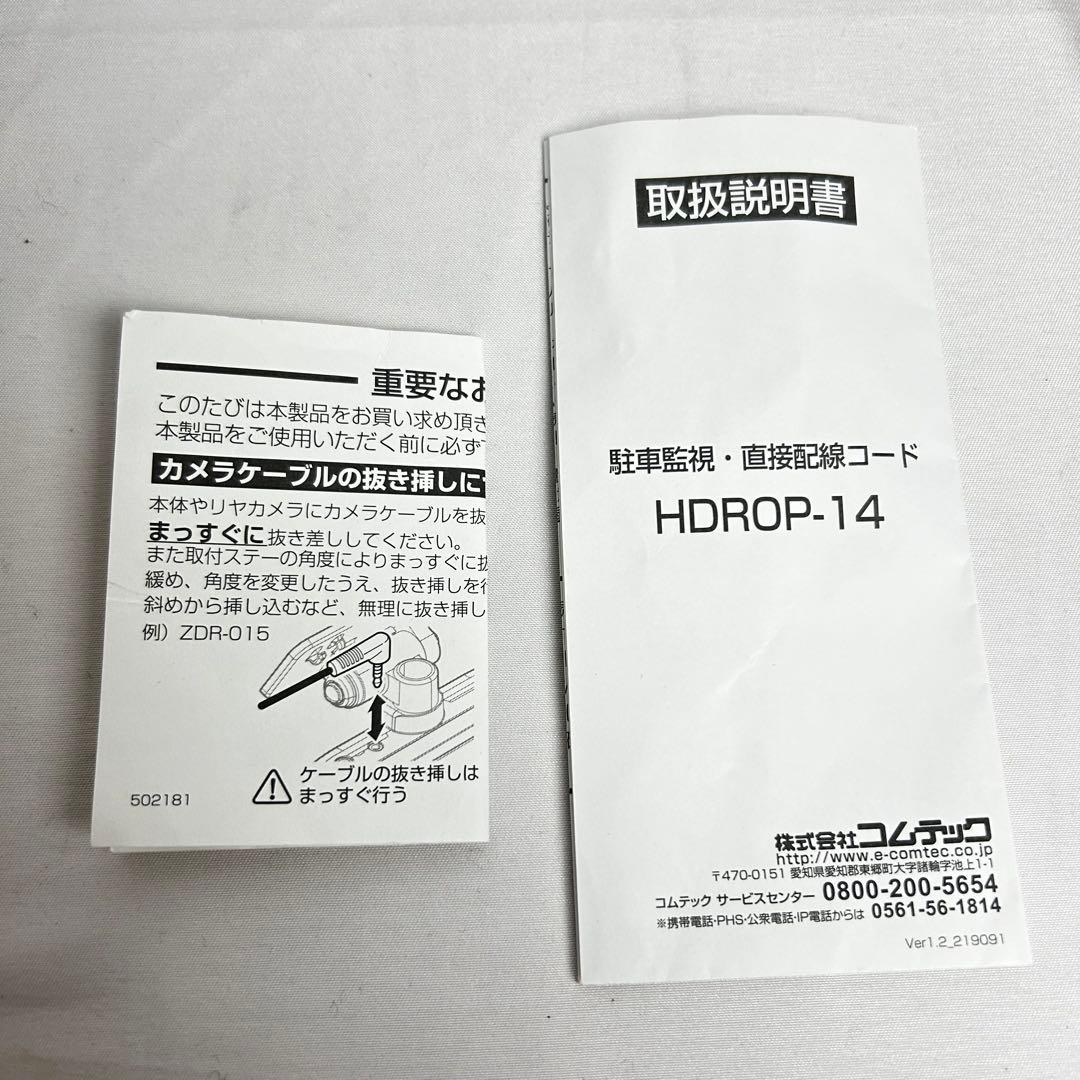 重要なお
このたびは本製品をお買い求め頂き
本製品をご使用いただく前に必ず下
カメラケーブルの抜き挿しに
本体やリヤカメラにカメラケーブルを抜
まっすぐに抜き差ししてください。
また取付ステーの角度によりまっすぐに抜
緩め、角度を変更したうえ、抜き挿しを行
斜めから挿し込むなど、無理に抜き挿し
例）ZDR-015
ケーブルの抜き挿しは
まっすぐ行う
502181
取扱説明書
駐車監視・直接配線コード
HDROP-14
株式会社コムテック
http://www.e-comtec.co.jp
〒470-0151 愛知県愛知郡東郷町大字諸輪字池上1-1
コムテック サービスセンター 0800-200-5654
※携帯電話・PHS・公衆電話・IP電話からは 0561-56-1814
Ver1.2_219091